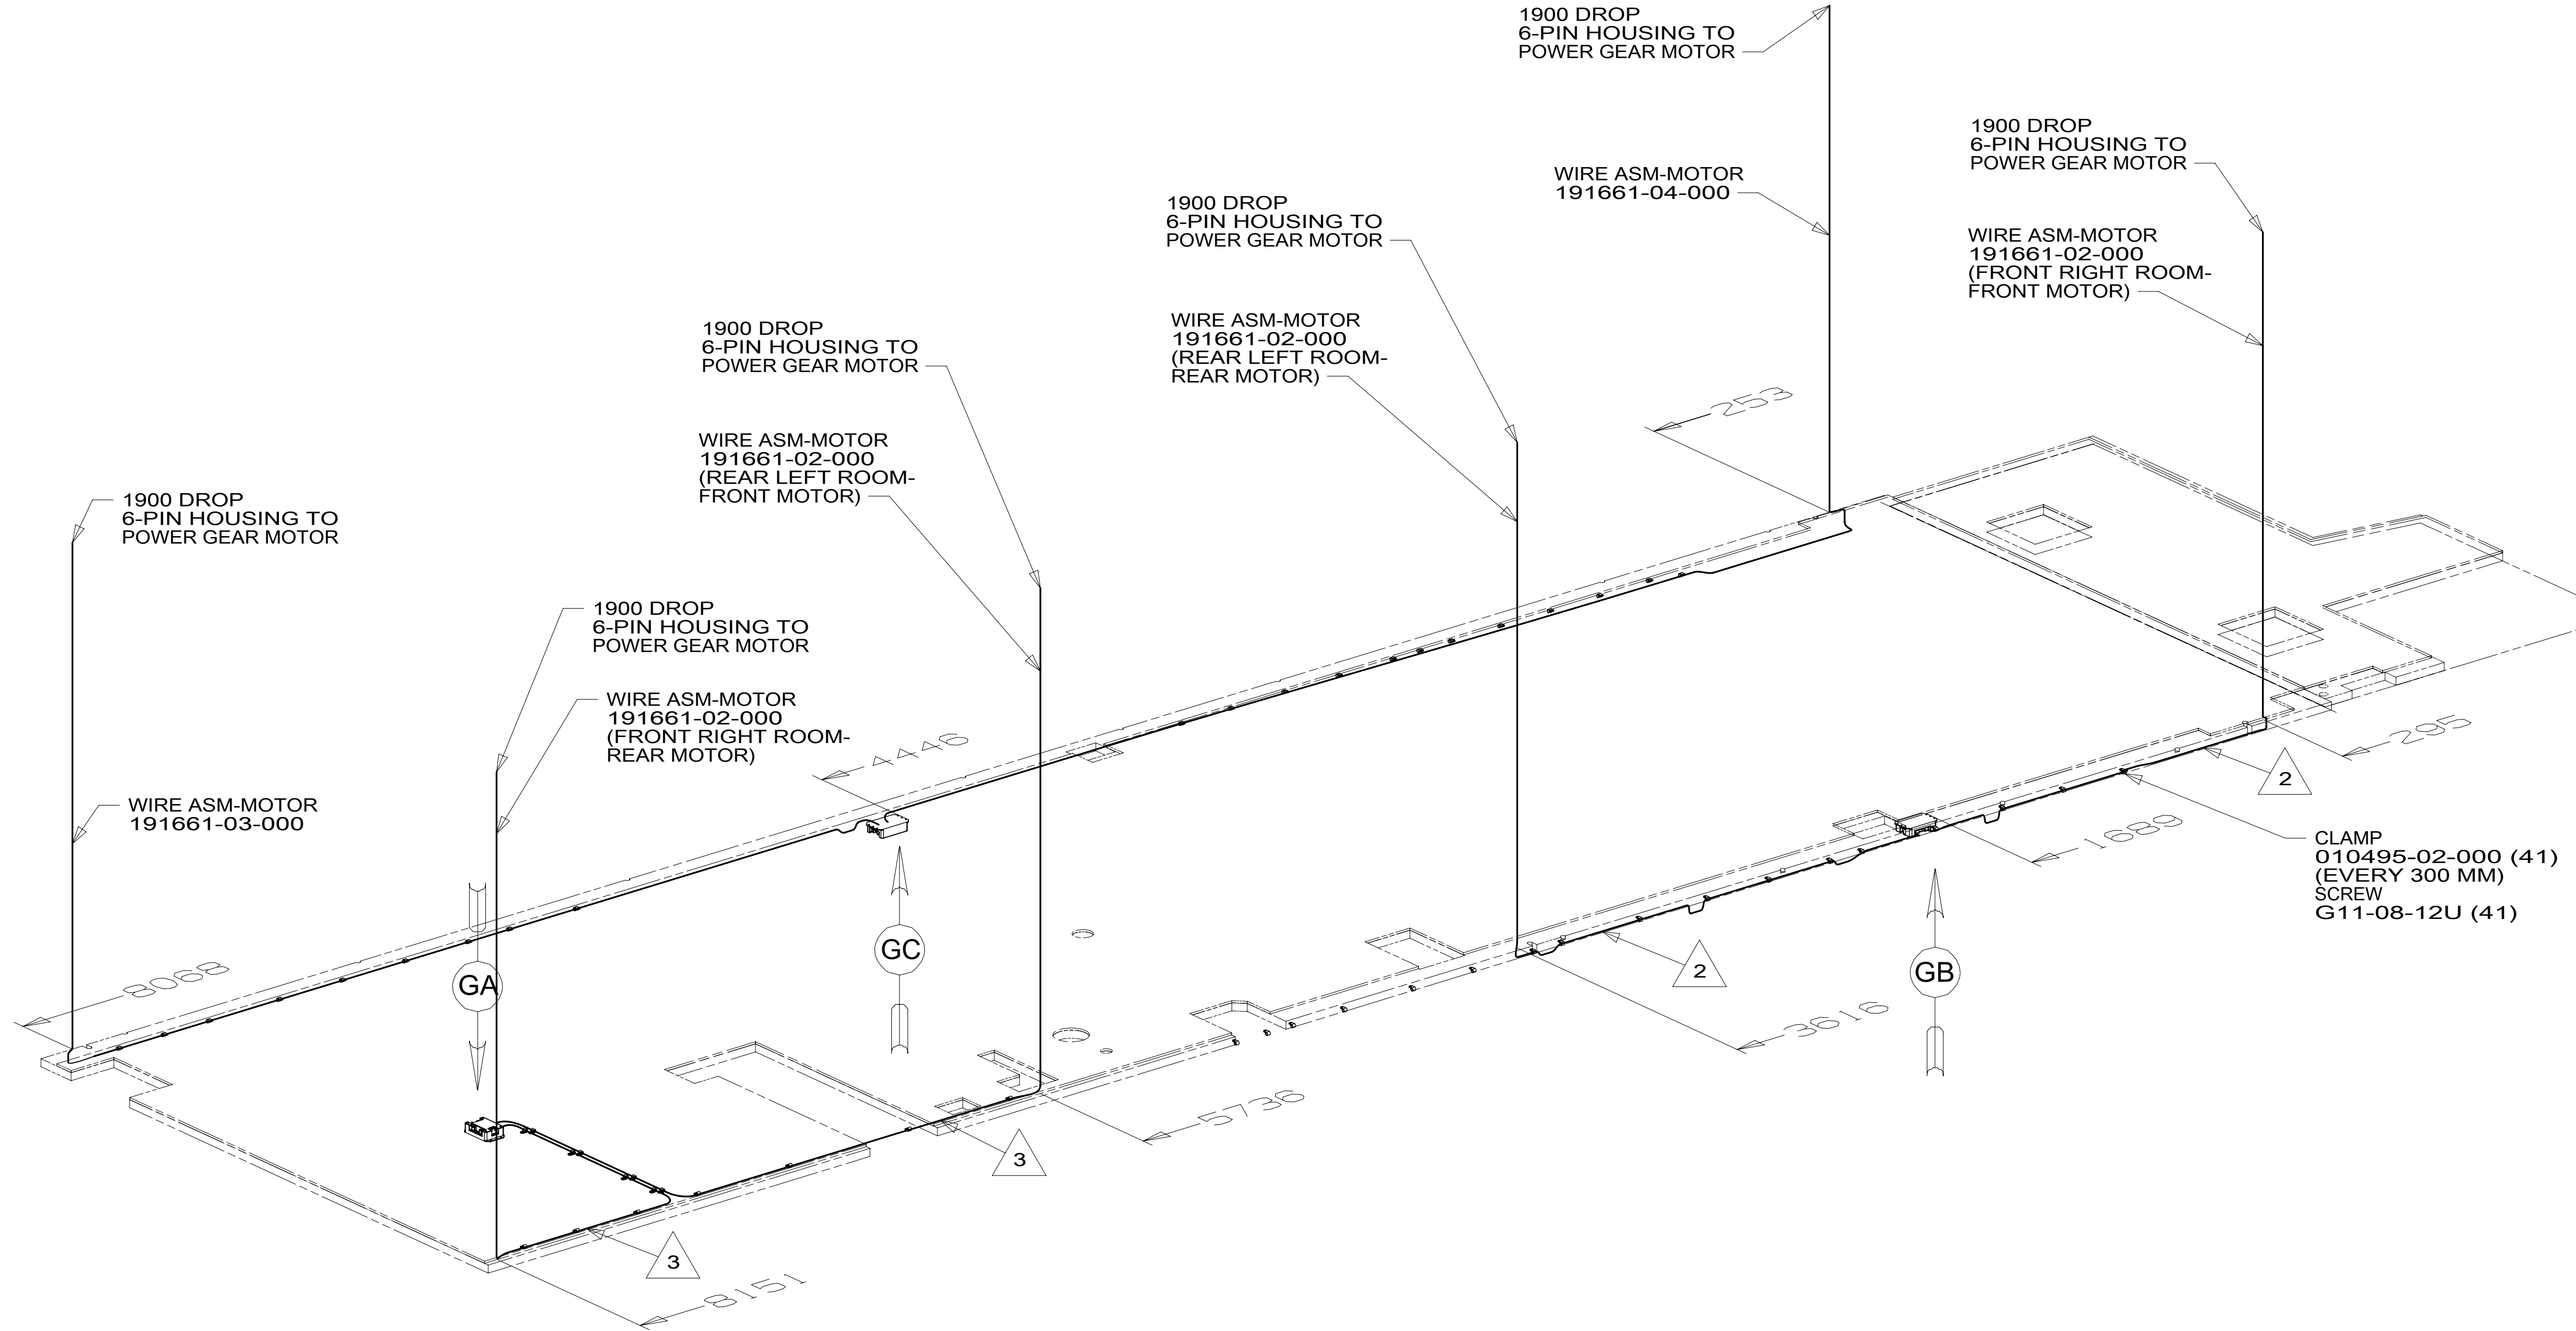 1900 DROP
6-PIN HOUSING TO
POWER GEAR MOTOR
1900 DROP
6-PIN HOUSING TO
POWER GEAR MOTOR
WIRE ASM-MOTOR
191661-04-000
1900 DROP
6-PIN HOUSING TO
POWER GEAR MOTOR
WIRE ASM-MOTOR
191661-02-000
(FRONT RIGHT ROOM-
FRONT MOTOR)
WIRE ASM-MOTOR
191661-02-000
(REAR LEFT ROOM-
REAR MOTOR)
1900 DROP
6-PIN HOUSING TO
POWER GEAR MOTOR
253
WIRE ASM-MOTOR
191661-02-000
(REAR LEFT ROOM-
FRONT MOTOR)
1900 DROP
6-PIN HOUSING TO
POWER GEAR MOTOR
1900 DROP
6-PIN HOUSING TO
POWER GEAR MOTOR
WIRE ASM-MOTOR
191661-02-000
(FRONT RIGHT ROOM-
REAR MOTOR)
4446
295
2
WIRE ASM-MOTOR
191661-03-000
1689
CLAMP
010495-02-000 (41)
(EVERY 300 MM)
SCREW
G11-08-12U (41)
GC
8068
GA
2
GB
3616
5736
3
3
8151